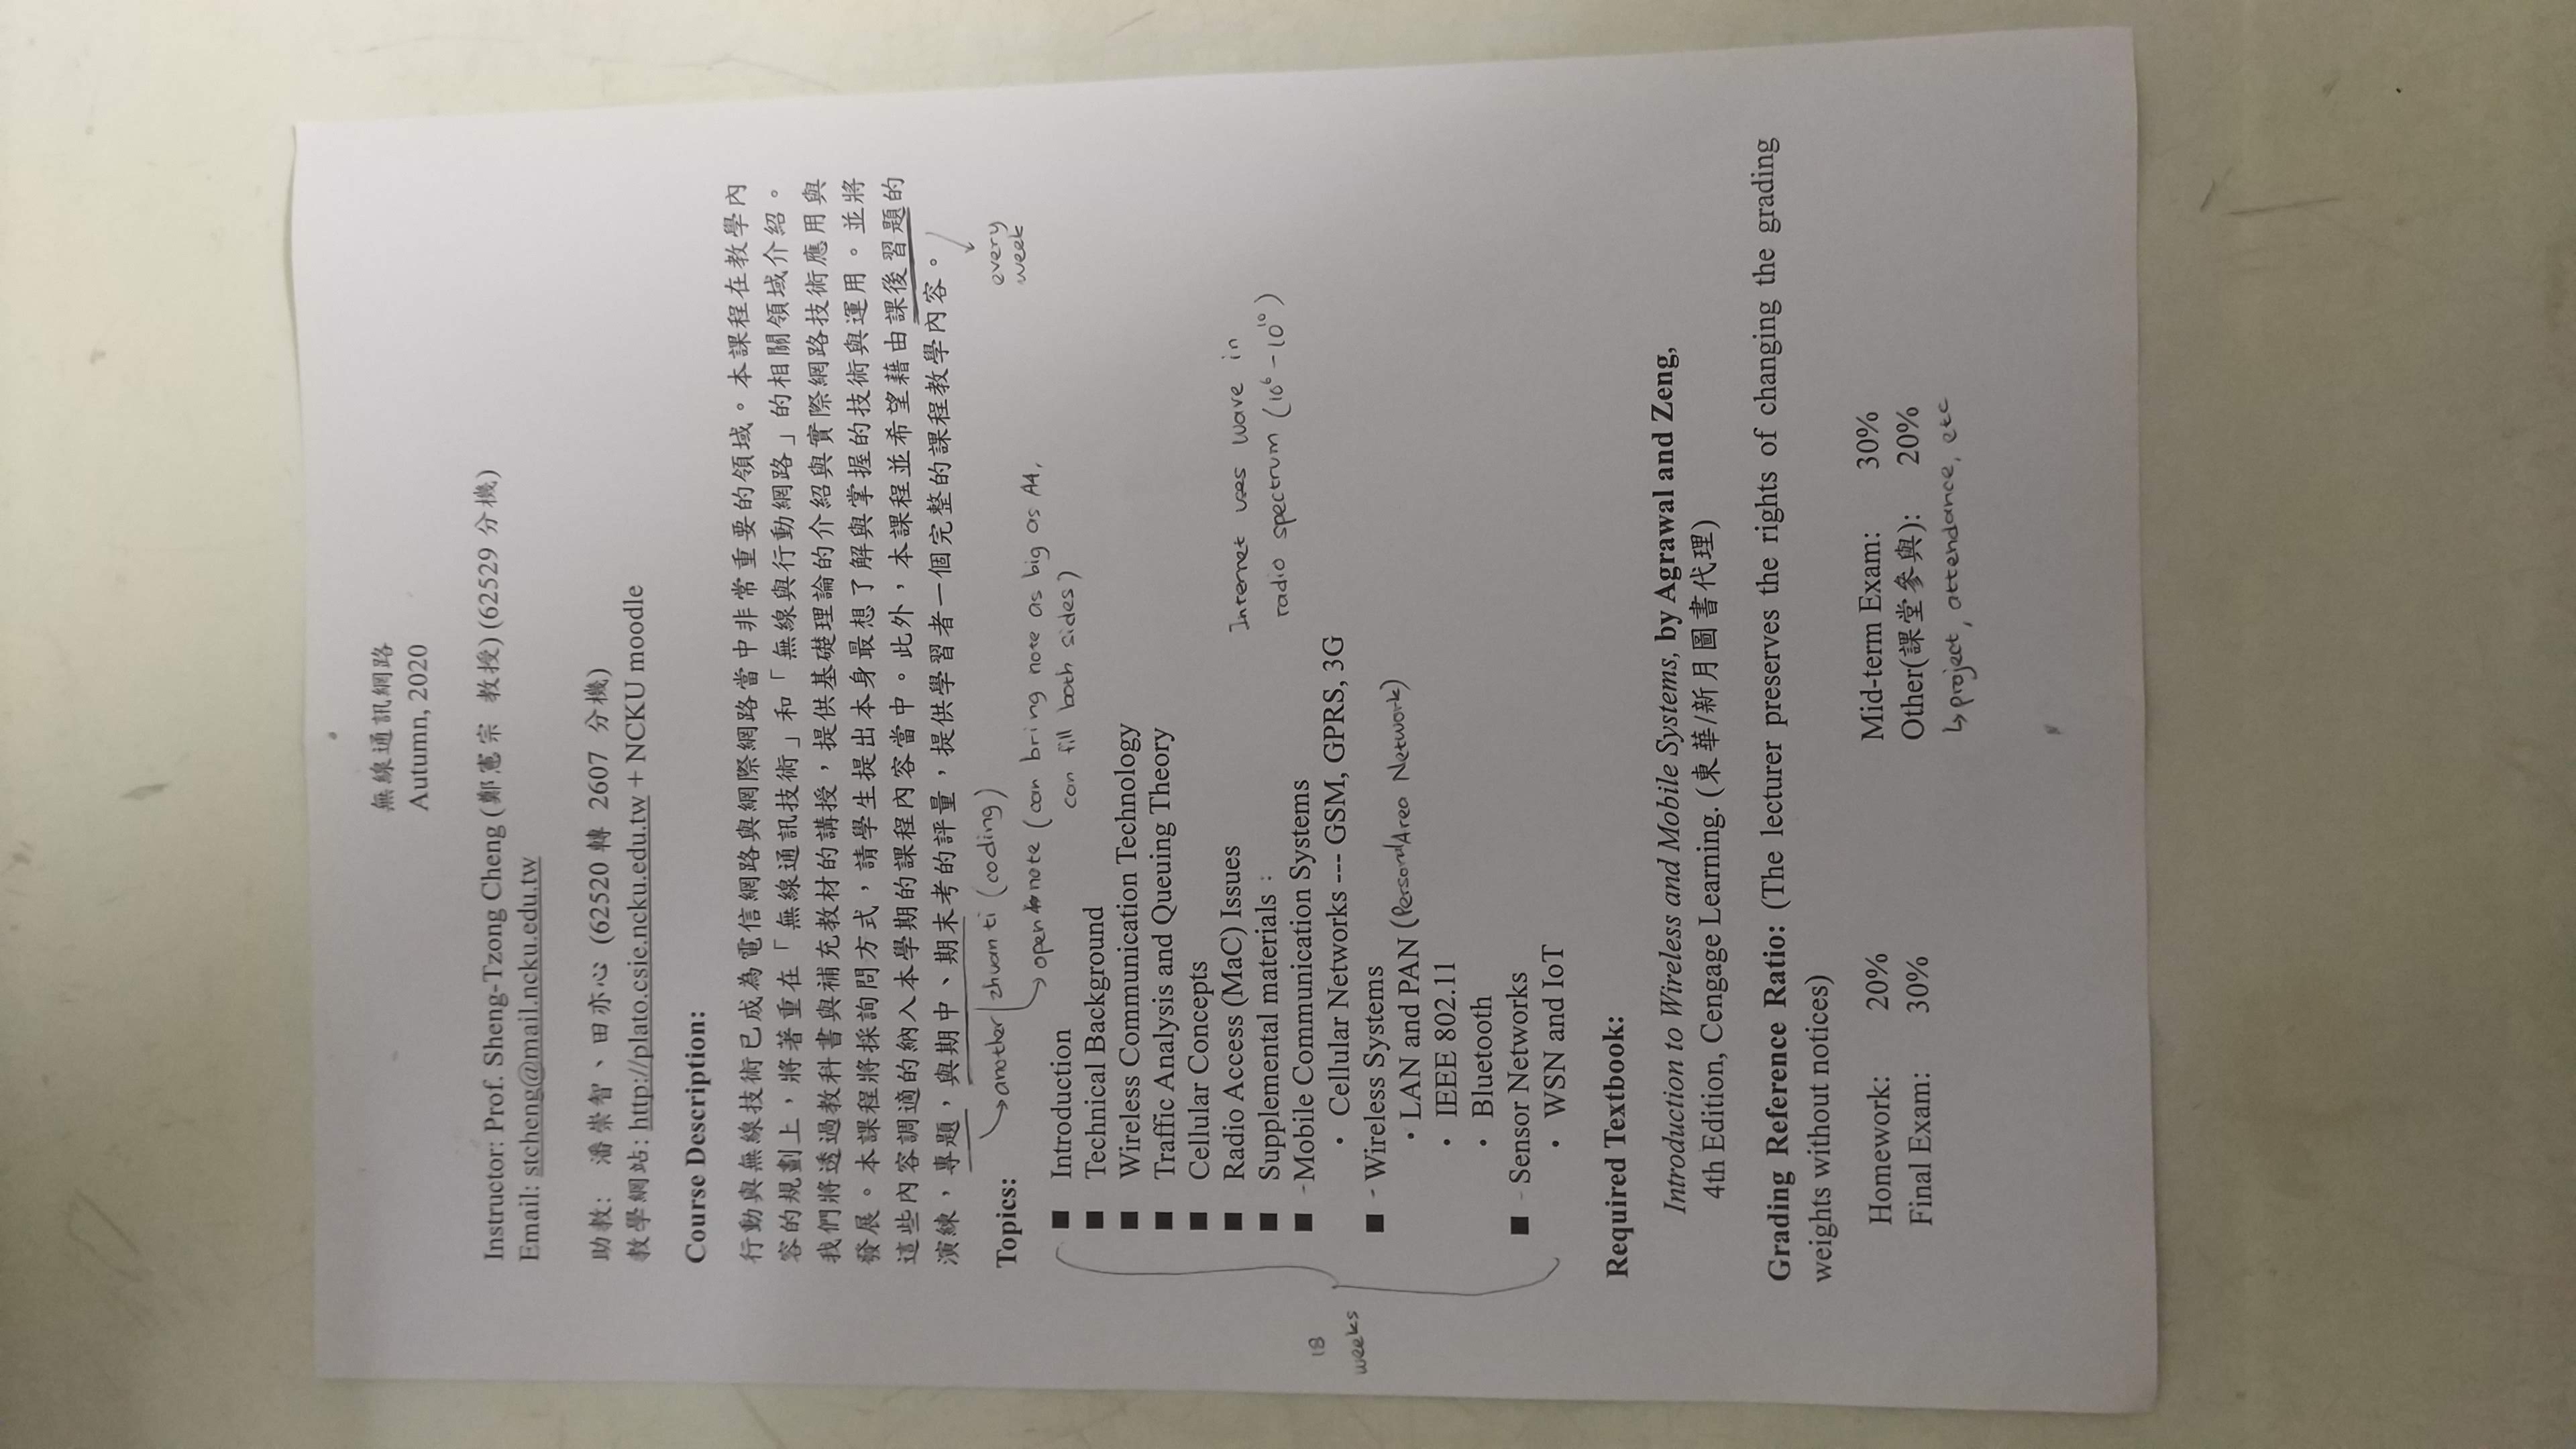 無線通訊網路
Autumn, 2020
Instructor: Prof. Sheng-Tzong Cheng (鄭憲宗 教授) (62529 分機)
Email: stcheng@mail.ncku.edu.tw
助教: 潘崇智、田亦心 (62520 轉 2607 分機)
教學網站: http://plato.csie.ncku.edu.tw + NCKU moodle
Course Description:
行動與無線技術已成為電信網路與網際網路當中非常重要的領域。本課程在教學內
容的規劃上，將著重在「無線通訊技術」和「無線與行動網路」的相關領域介紹。
我們將透過教科書與補充教材的講授，提供基礎理論的介紹與實際網路技術應用與
發展。本課程將採詢問方式，請學生提出本身最想了解與掌握的技術與運用。並將
這些內容調適的納入本學期的課程內容當中。此外，本課程並希望藉由課後習題的
演練，專題，與期中、期末考的評量，提供學習者一個完整的課程教學內容。
every
week
another zhuan ti (coding)
open note (can bring note as big as A4,
can fill both sides)
Topics:
■ Introduction
■ Technical Background
■ Wireless Communication Technology
■ Traffic Analysis and Queuing Theory
■ Cellular Concepts
■ Radio Access (MaC) Issues
■ Supplemental materials :
■ - Mobile Communication Systems
• Cellular Networks --- GSM, GPRS, 3G
■ - Wireless Systems
• LAN and PAN (Personal Area Network)
• IEEE 802.11
• Bluetooth
■ - Sensor Networks
• WSN and IoT
18
weeks
Internet uses wave in
radio spectrum (10⁶ - 10¹⁰)
Required Textbook:
Introduction to Wireless and Mobile Systems, by Agrawal and Zeng,
4th Edition, Cengage Learning. (東華/新月圖書代理)
Grading Reference Ratio: (The lecturer preserves the rights of changing the grading
weights without notices)
Homework: 20% Mid-term Exam: 30%
Final Exam: 30% Other(課堂參與): 20%
↳ project, attendance, etc